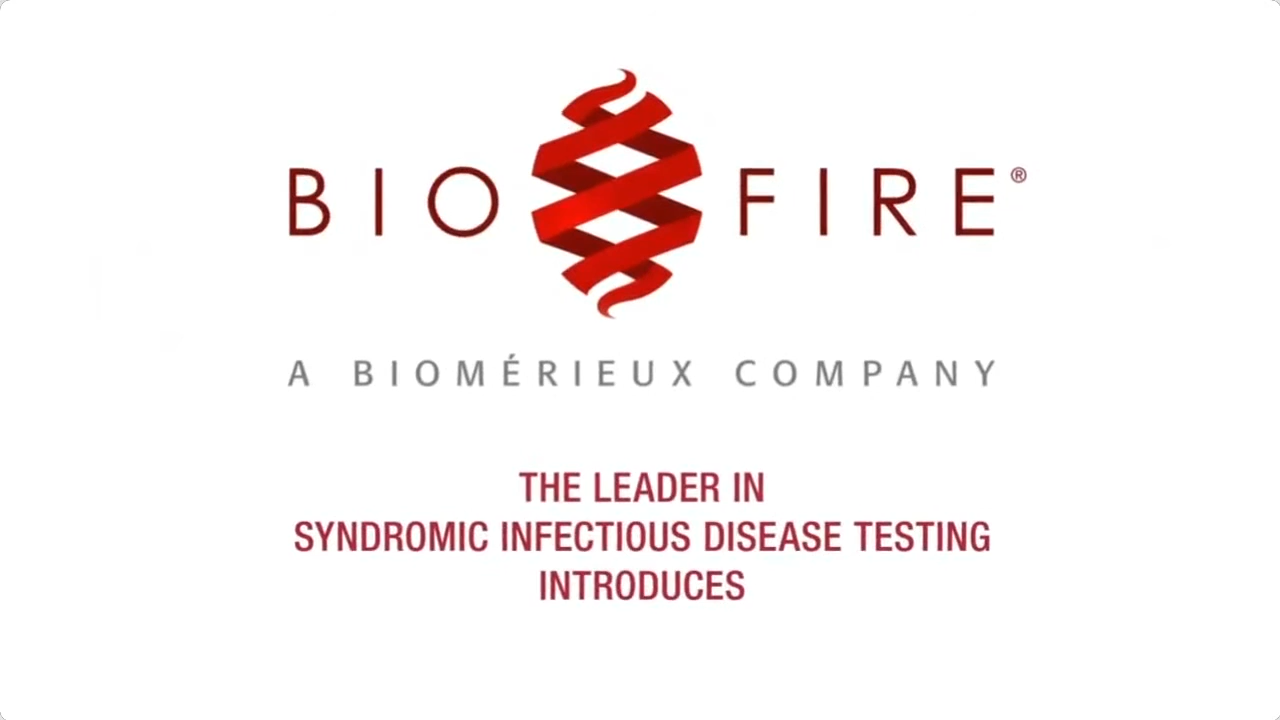 BIO FIRE®
A BIOMÉRIEUX COMPANY
THE LEADER IN
SYNDROMIC INFECTIOUS DISEASE TESTING
INTRODUCES